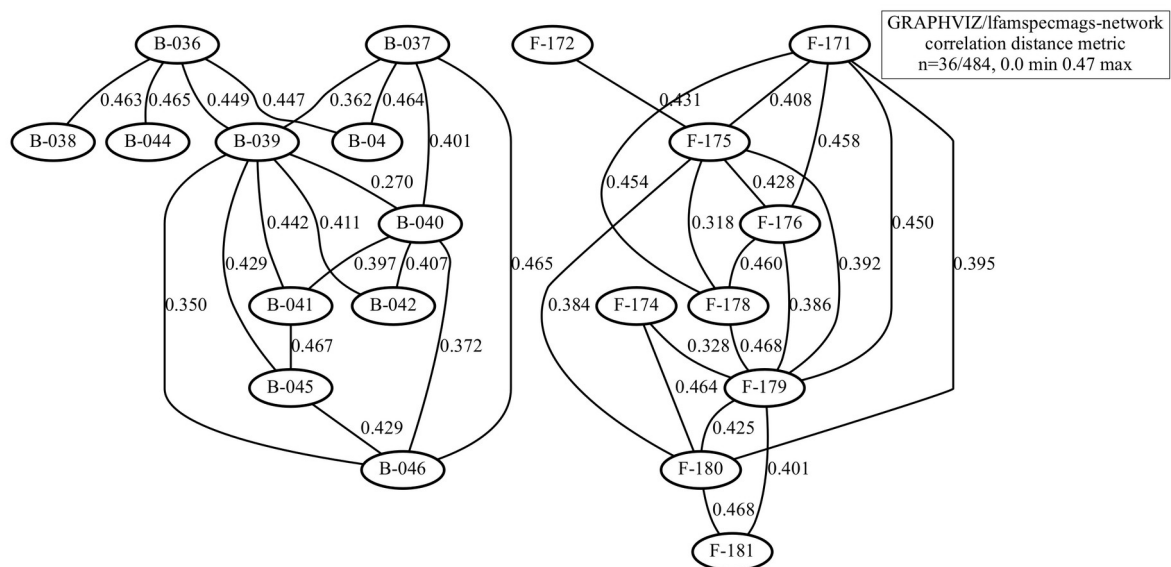 B-036
B-037
F-172
F-171
GRAPHVIZ/lfamspecmags-network
correlation distance metric
n=36/484, 0.0 min 0.47 max
0.463
0.465
0.449
0.447
0.362
0.464
0.401
0.431
0.408
0.458
B-038
B-044
B-039
B-04
F-175
0.270
0.454
0.428
0.442
0.411
B-040
0.318
F-176
0.450
0.429
0.397
0.407
0.465
0.460
0.392
0.395
0.350
B-041
B-042
0.384
F-174
F-178
0.386
0.467
0.372
0.328
0.468
B-045
0.464
F-179
0.429
0.425
B-046
F-180
0.401
0.468
F-181